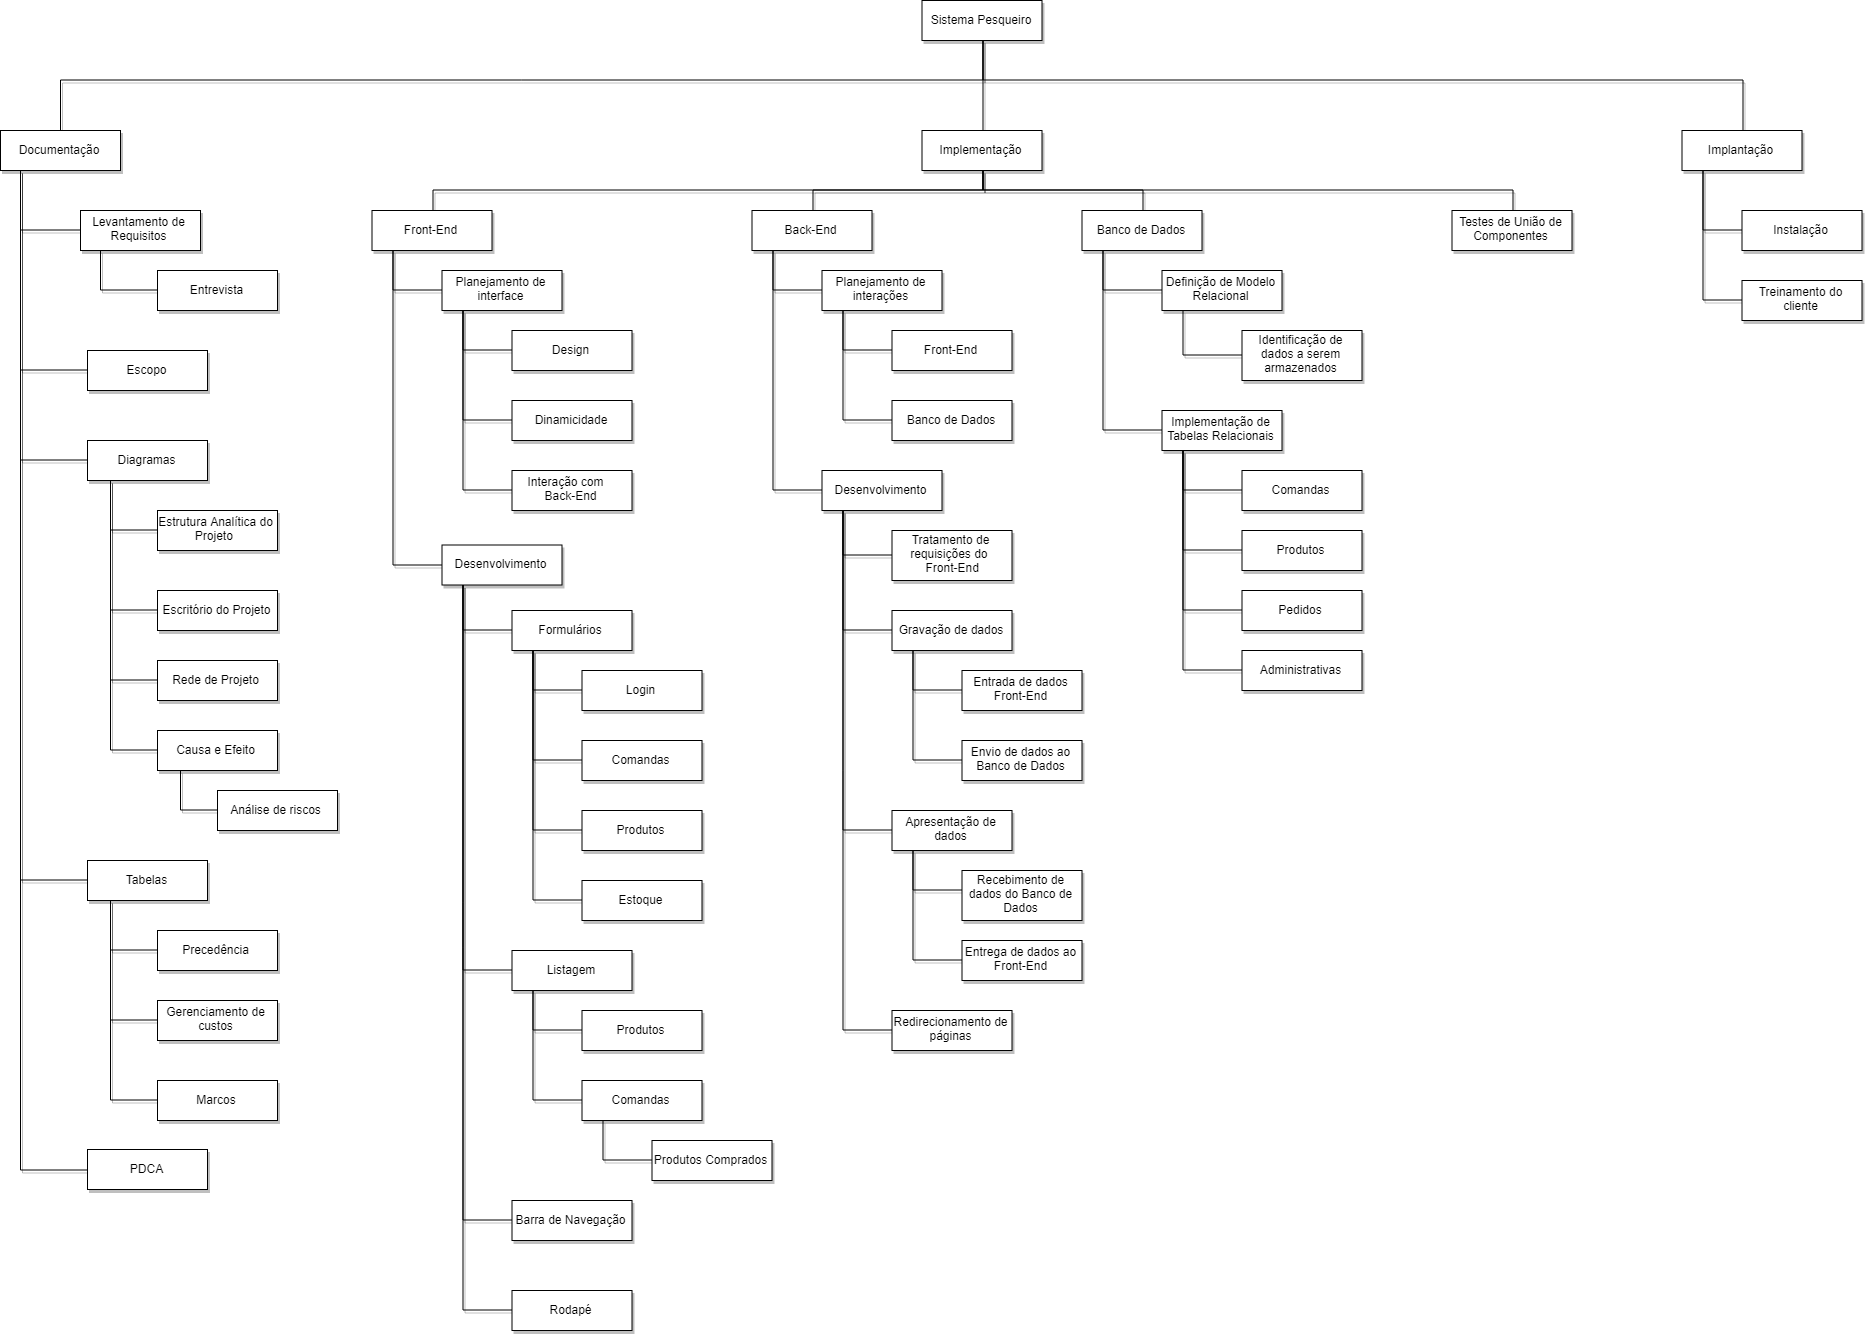 Sistema Pesqueiro
Documentação
Levantamento de
Requisitos
Entrevista
Escopo
Diagramas
Estrutura Analítica do
Projeto
Escritório do Projeto
Rede de Projeto
Causa e Efeito
Análise de riscos
Tabelas
Precedência
Gerenciamento de
custos
Marcos
PDCA
Implementação
Front-End
Planejamento de
interface
Design
Dinamicidade
Interação com
Back-End
Desenvolvimento
Formulários
Login
Comandas
Produtos
Estoque
Listagem
Produtos
Comandas
Produtos Comprados
Barra de Navegação
Rodapé
Back-End
Planejamento de
interações
Front-End
Banco de Dados
Desenvolvimento
Tratamento de
requisições do
Front-End
Gravação de dados
Entrada de dados
Front-End
Envio de dados ao
Banco de Dados
Apresentação de
dados
Recebimento de
dados do Banco de
Dados
Entrega de dados ao
Front-End
Redirecionamento de
páginas
Banco de Dados
Definição de Modelo
Relacional
Identificação de
dados a serem
armazenados
Implementação de
Tabelas Relacionais
Comandas
Produtos
Pedidos
Administrativas
Testes de União de
Componentes
Implantação
Instalação
Treinamento do
cliente